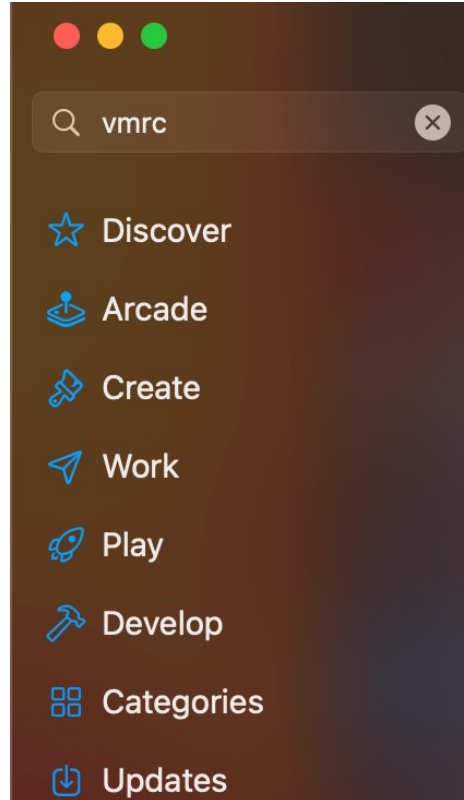 vmrc
Discover
Arcade
Create
Work
Play
Develop
Categories
Updates